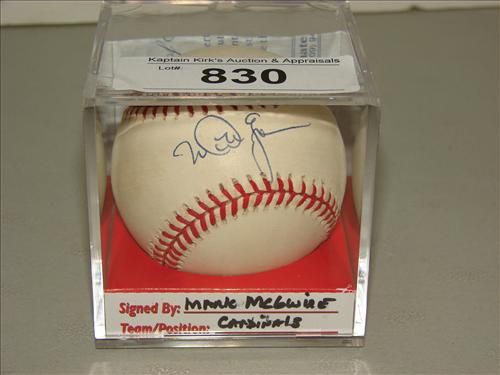 Kaptain Kirk's Auction & Appraisals
Lot#: 830
Signed By: MARK McGWIRE
Team/Position: CARDINALS